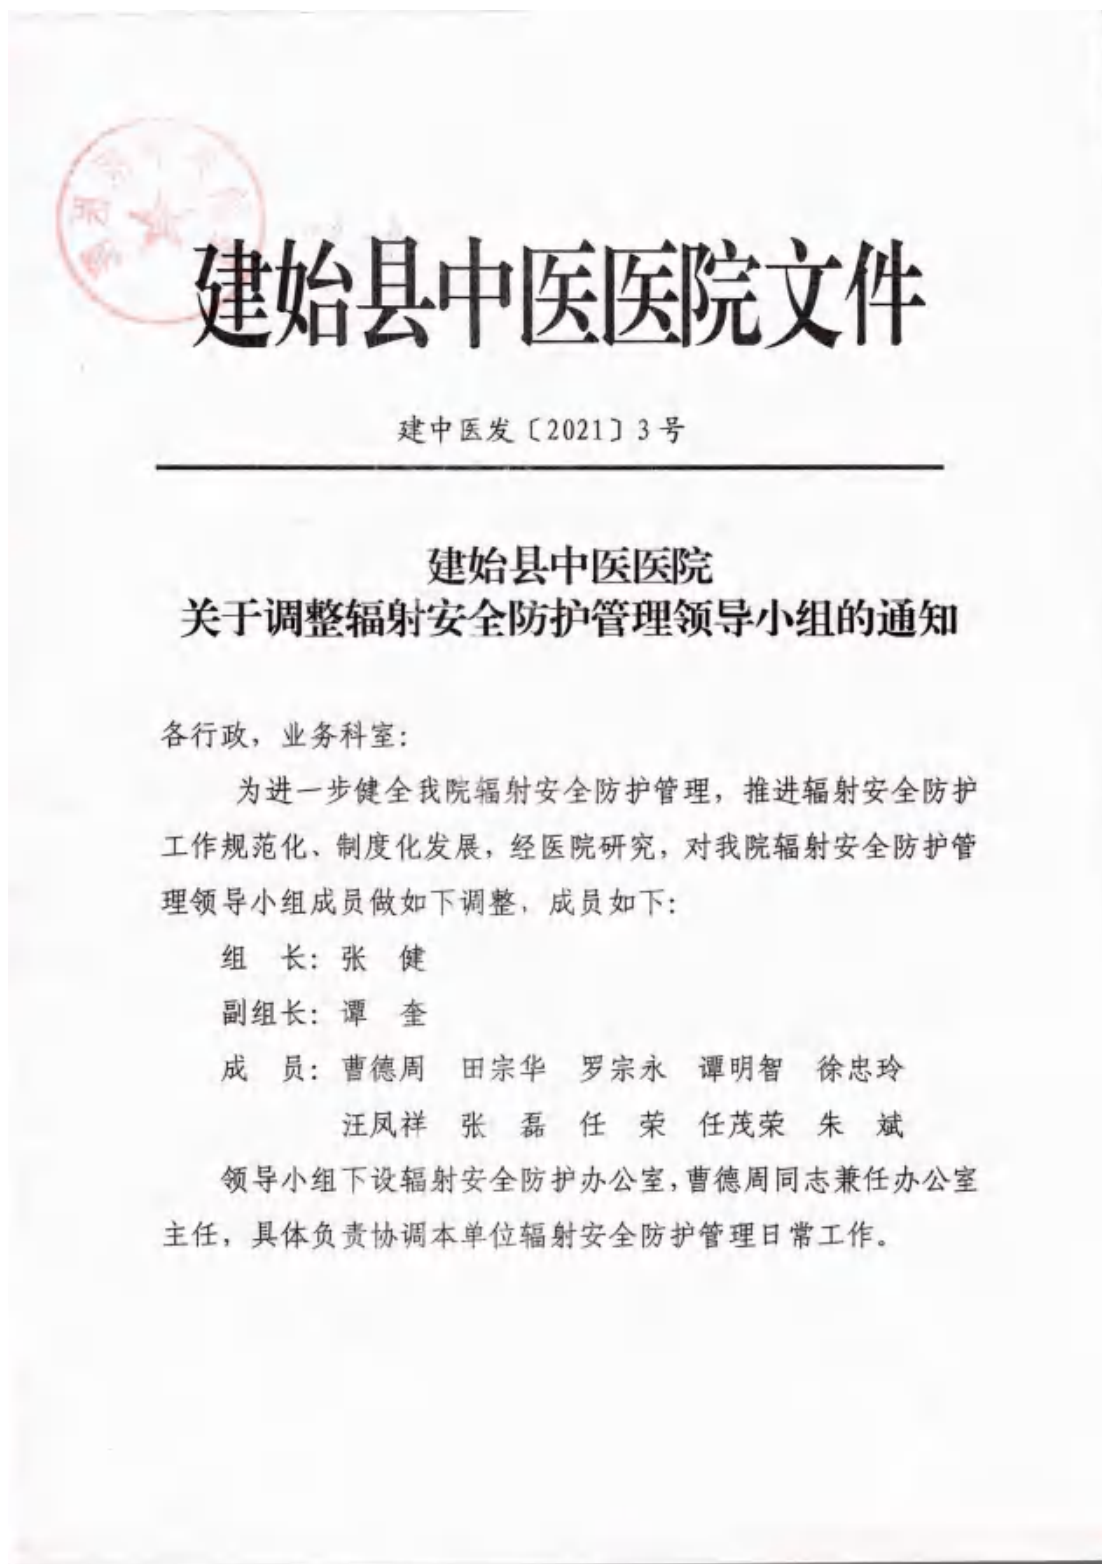 建始县中医医院文件
建中医发〔2021〕3号
建始县中医医院
关于调整辐射安全防护管理领导小组的通知
各行政，业务科室：
为进一步健全我院辐射安全防护管理，推进辐射安全防护
工作规范化、制度化发展，经医院研究，对我院辐射安全防护管
理领导小组成员做如下调整，成员如下：
组　长：张　健
副组长：谭　奎
成　员：曹德周　田宗华　罗宗永　谭明智　徐忠玲
汪凤祥　张　磊　任　荣　任茂荣　朱　斌
领导小组下设辐射安全防护办公室，曹德周同志兼任办公室
主任，具体负责协调本单位辐射安全防护管理日常工作。